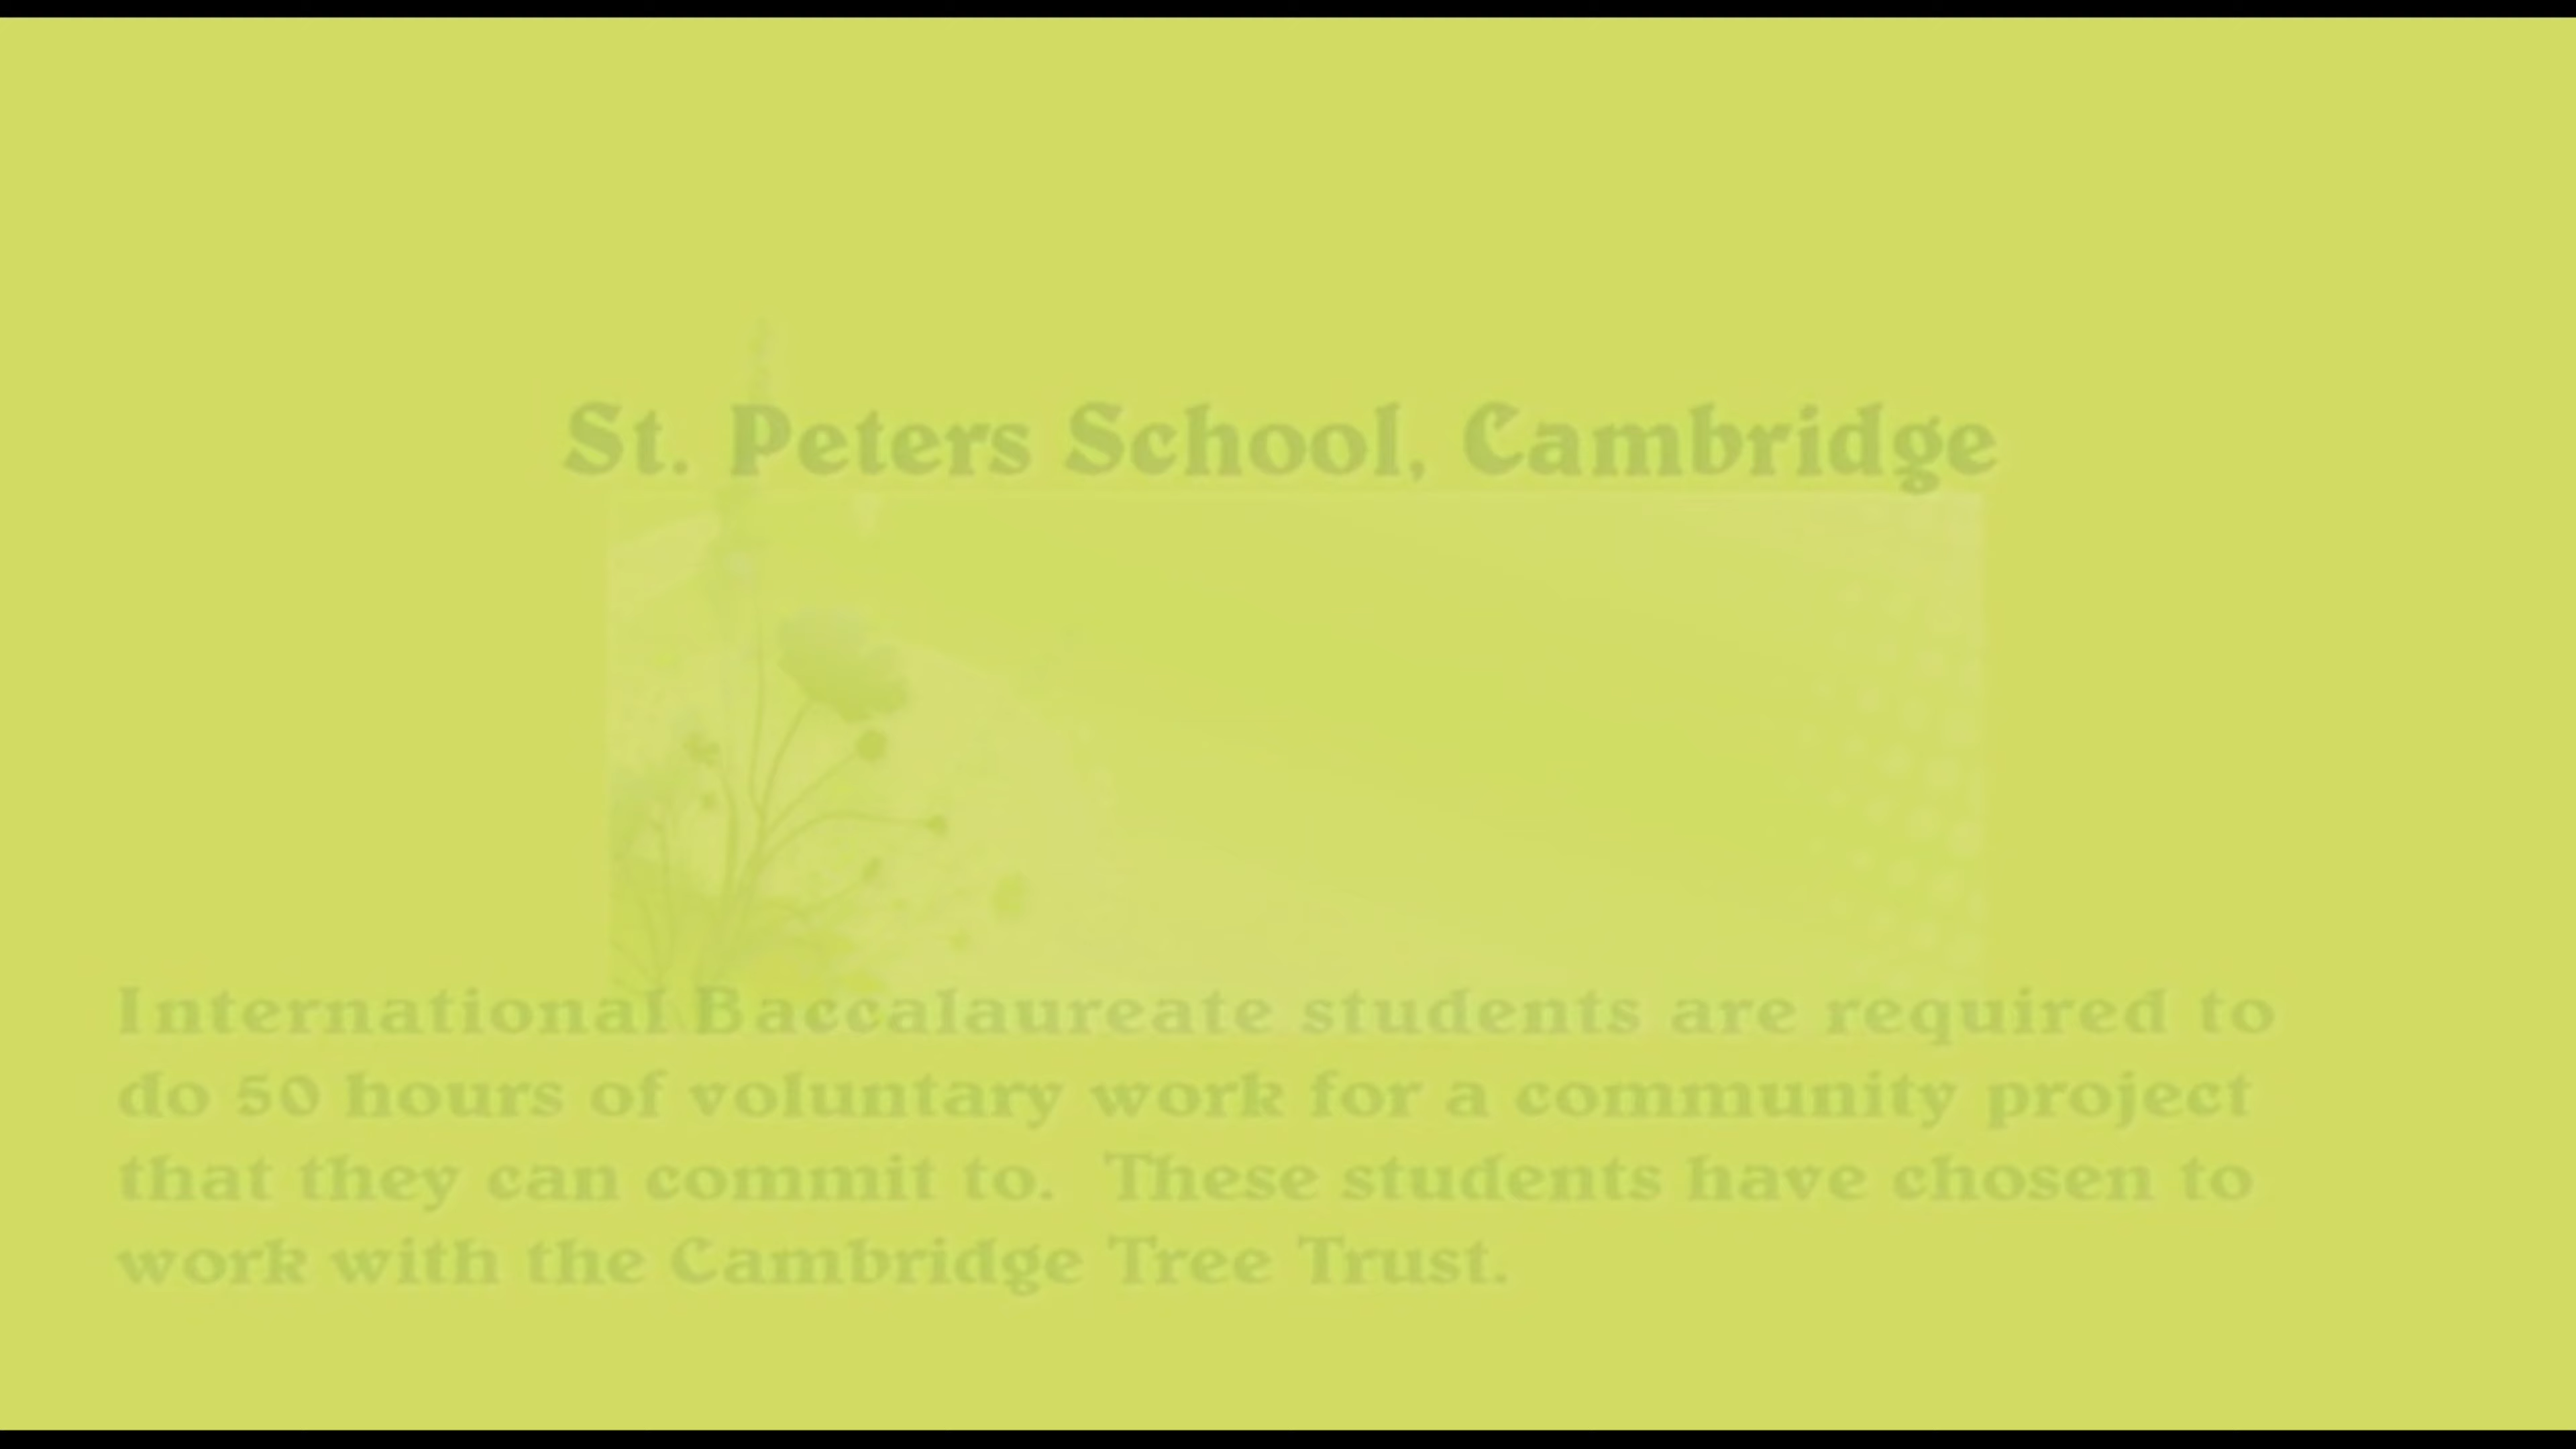 St. Peters School, Cambridge
International Baccalaureate students are required to
do 50 hours of voluntary work for a community project
that they can commit to.  These students have chosen to
work with the Cambridge Tree Trust.